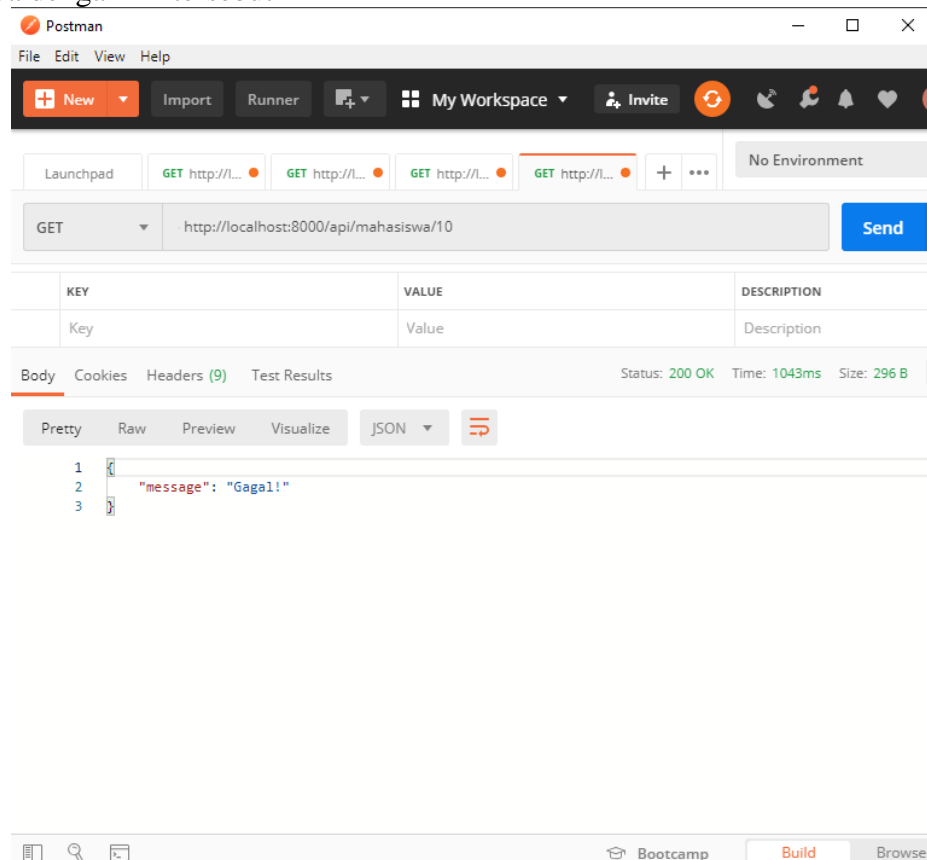 Postman
File Edit View Help
New Import Runner My Workspace Invite
Launchpad GET http://l... GET http://l... GET http://l... GET http://l... + ••• No Environment
GET http://localhost:8000/api/mahasiswa/10 Send
KEY VALUE DESCRIPTION
Key Value Description
Body Cookies Headers (9) Test Results Status: 200 OK Time: 1043ms Size: 296 B
Pretty Raw Preview Visualize JSON
1 {
2 "message": "Gagal!"
3 }
Bootcamp Build Browse